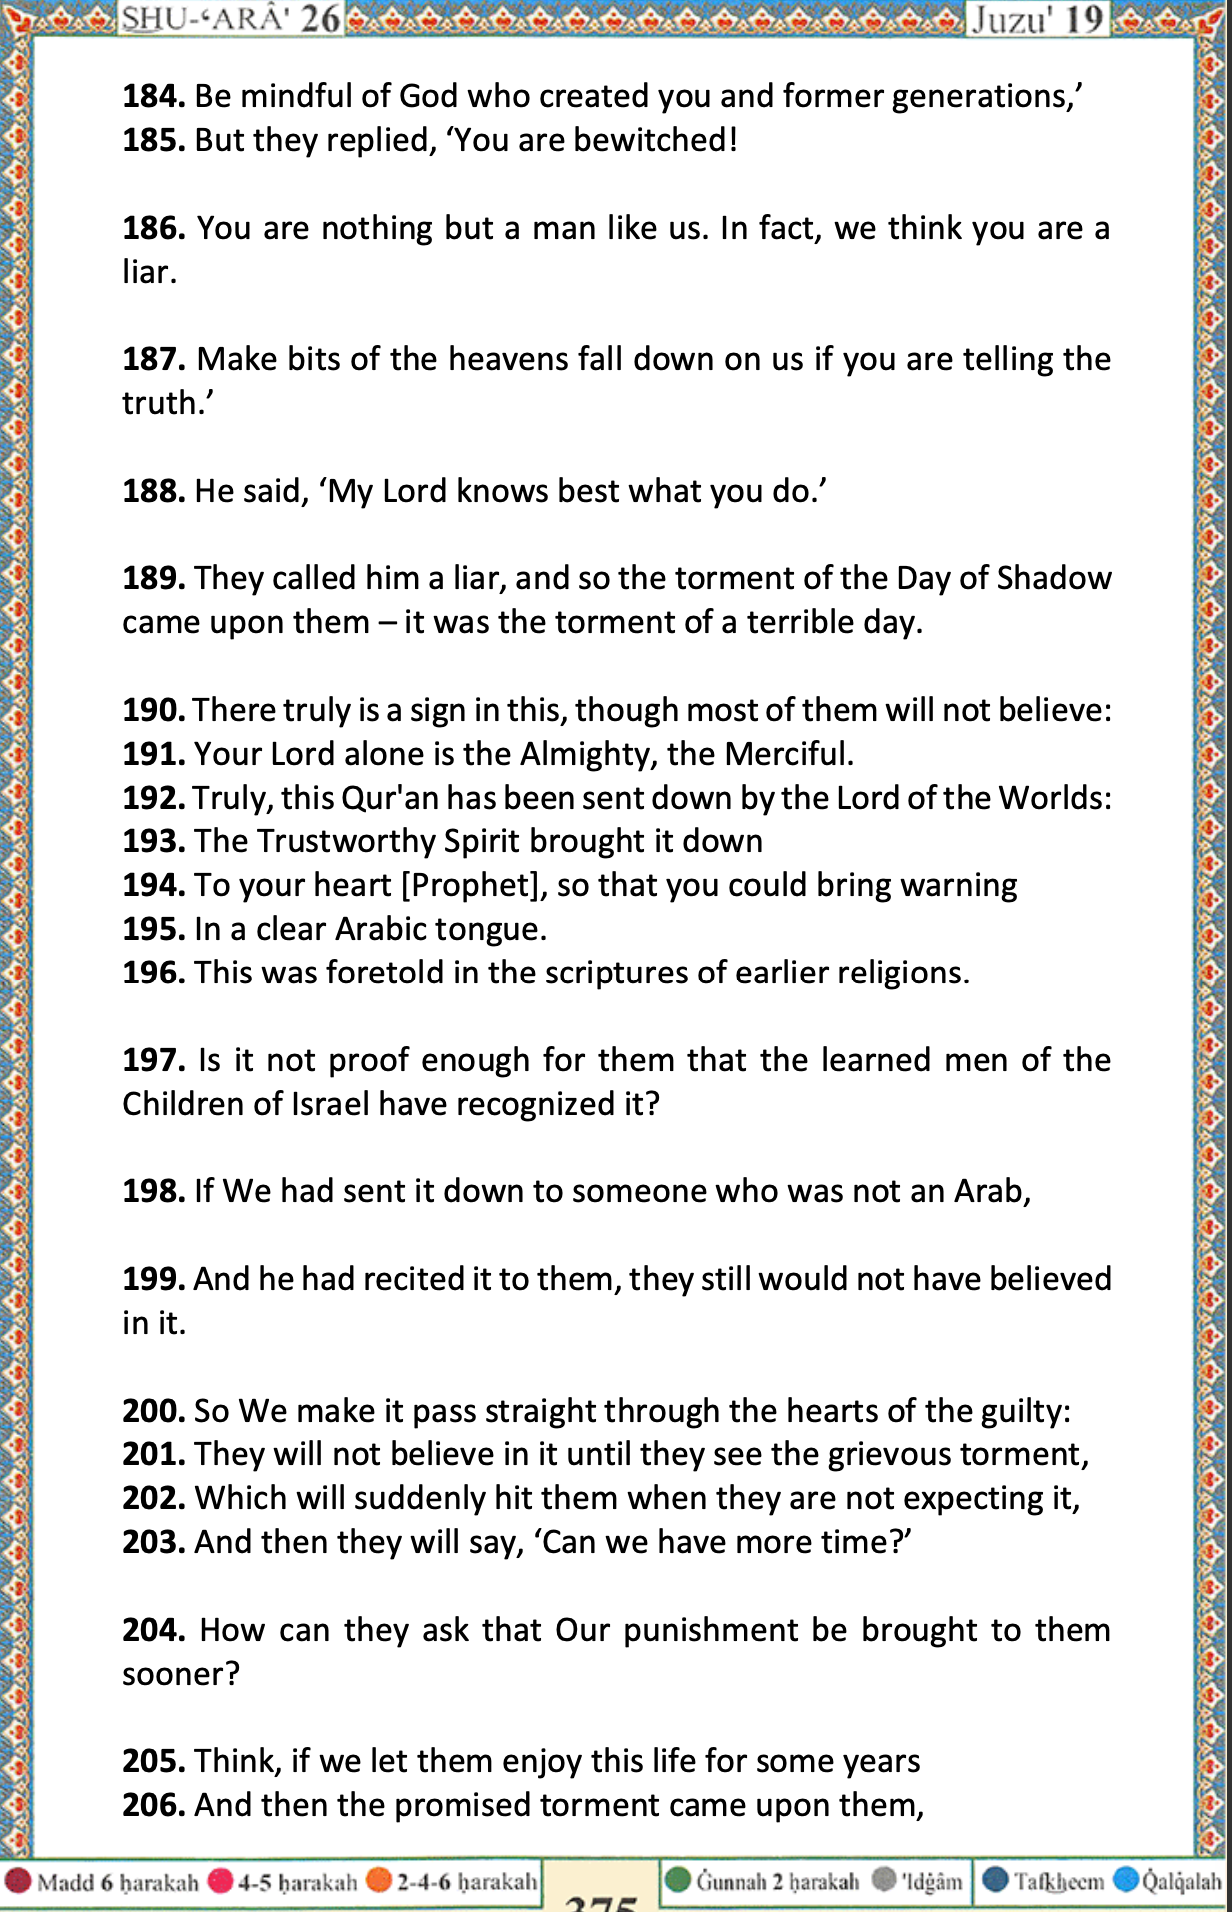 SHU-‘ARÂ' 26
Juzu' 19
184. Be mindful of God who created you and former generations,’
185. But they replied, ‘You are bewitched!
186. You are nothing but a man like us. In fact, we think you are a
liar.
187. Make bits of the heavens fall down on us if you are telling the
truth.’
188. He said, ‘My Lord knows best what you do.’
189. They called him a liar, and so the torment of the Day of Shadow
came upon them – it was the torment of a terrible day.
190. There truly is a sign in this, though most of them will not believe:
191. Your Lord alone is the Almighty, the Merciful.
192. Truly, this Qur'an has been sent down by the Lord of the Worlds:
193. The Trustworthy Spirit brought it down
194. To your heart [Prophet], so that you could bring warning
195. In a clear Arabic tongue.
196. This was foretold in the scriptures of earlier religions.
197. Is it not proof enough for them that the learned men of the
Children of Israel have recognized it?
198. If We had sent it down to someone who was not an Arab,
199. And he had recited it to them, they still would not have believed
in it.
200. So We make it pass straight through the hearts of the guilty:
201. They will not believe in it until they see the grievous torment,
202. Which will suddenly hit them when they are not expecting it,
203. And then they will say, ‘Can we have more time?’
204. How can they ask that Our punishment be brought to them
sooner?
205. Think, if we let them enjoy this life for some years
206. And then the promised torment came upon them,
Madd 6 ḥarakah 4-5 ḥarakah 2-4-6 ḥarakah
375
Ġunnah 2 ḥarakah 'Idġâm Tafkheem Q̇alq̇alah